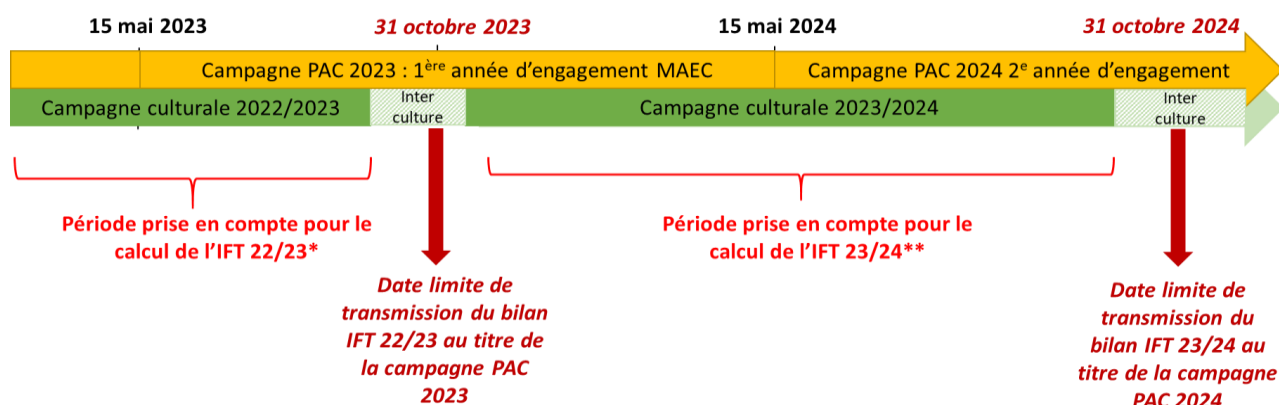 15 mai 2023
31 octobre 2023
15 mai 2024
31 octobre 2024
Campagne PAC 2023 : 1ère année d’engagement MAEC
Campagne PAC 2024 2e année d’engagement
Campagne culturale 2022/2023
Inter
culture
Campagne culturale 2023/2024
Inter
culture
Période prise en compte pour le
calcul de l’IFT 22/23*
Période prise en compte pour le
calcul de l’IFT 23/24**
Date limite de
transmission du bilan
IFT 22/23 au titre de
la campagne PAC
2023
Date limite de
transmission du
bilan IFT 23/24 au
titre de la campagne
PAC 2024